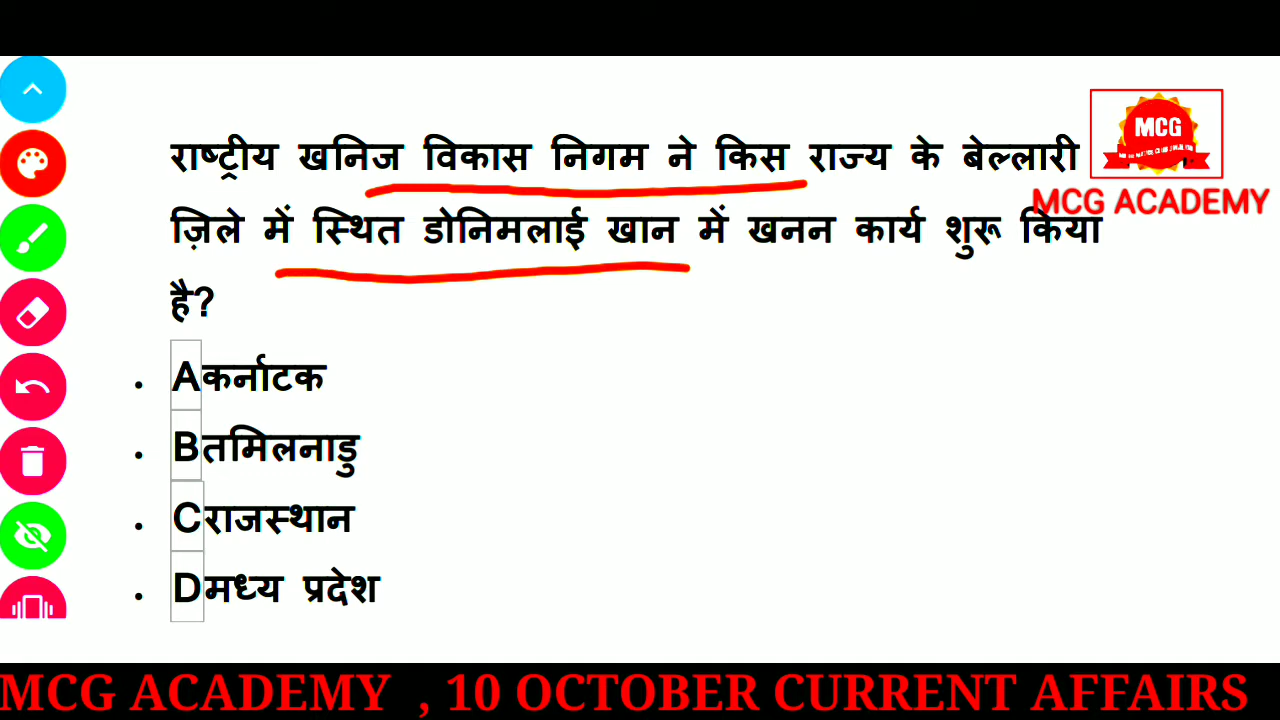 राष्ट्रीय खनिज विकास निगम ने किस राज्य के बेल्लारी
MCG
MCG ACADEMY
ज़िले में स्थित डोनिमलाई खान में खनन कार्य शुरू किया
है?
• Aकर्नाटक
• Bतमिलनाडु
• Cराजस्थान
• Dमध्य प्रदेश
MCG ACADEMY , 10 OCTOBER CURRENT AFFAIRS